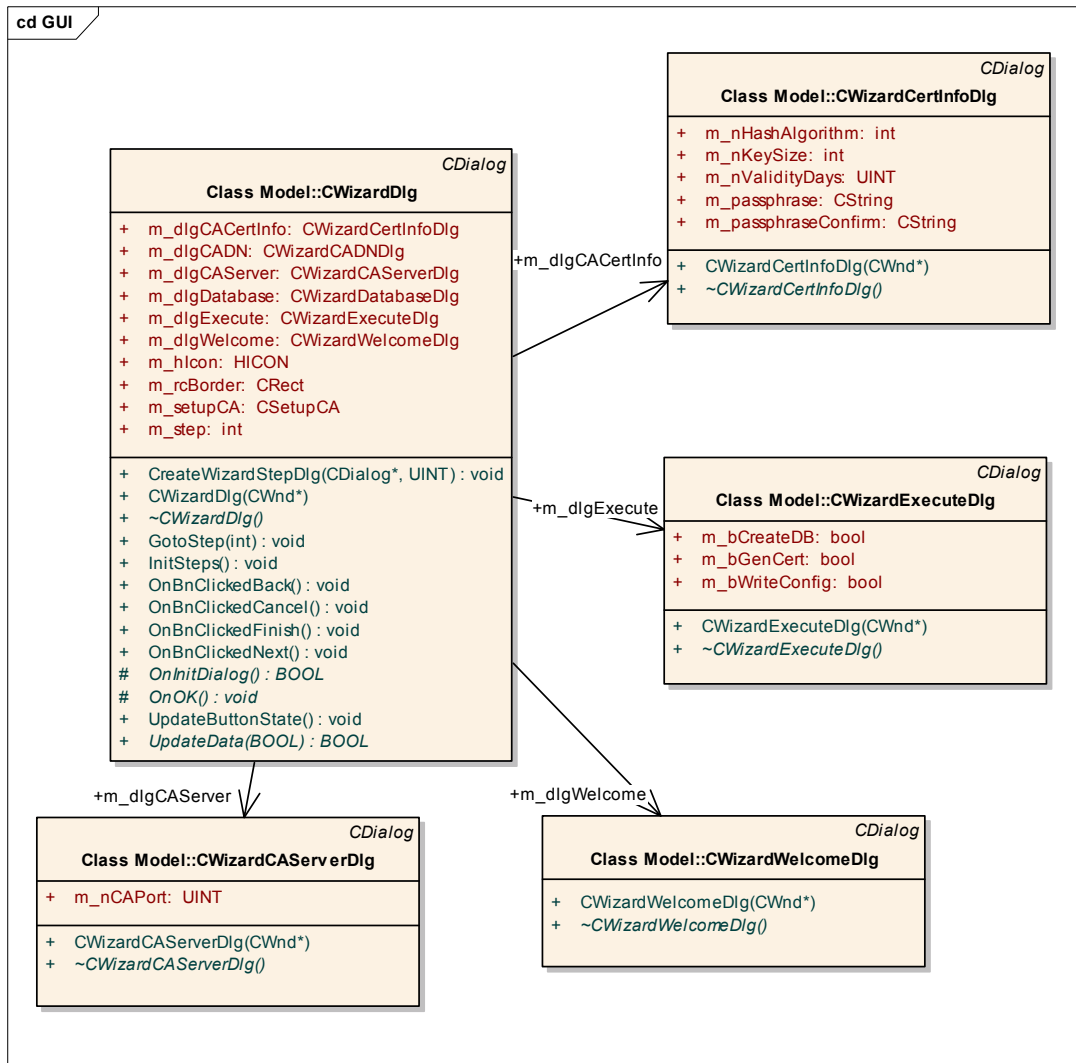 cd GUI
CDialog
Class Model::CWizardCertInfoDlg
+ m_nHashAlgorithm: int
+ m_nKeySize: int
+ m_nValidityDays: UINT
+ m_passphrase: CString
+ m_passphraseConfirm: CString
+ CWizardCertInfoDlg(CWnd*)
+ ~CWizardCertInfoDlg()
CDialog
Class Model::CWizardDlg
+ m_dlgCACertInfo: CWizardCertInfoDlg
+ m_dlgCADN: CWizardCADNDlg
+ m_dlgCAServer: CWizardCAServerDlg
+ m_dlgDatabase: CWizardDatabaseDlg
+ m_dlgExecute: CWizardExecuteDlg
+ m_dlgWelcome: CWizardWelcomeDlg
+ m_hIcon: HICON
+ m_rcBorder: CRect
+ m_setupCA: CSetupCA
+ m_step: int
+ CreateWizardStepDlg(CDialog*, UINT) : void
+ CWizardDlg(CWnd*)
+ ~CWizardDlg()
+ GotoStep(int) : void
+ InitSteps() : void
+ OnBnClickedBack() : void
+ OnBnClickedCancel() : void
+ OnBnClickedFinish() : void
+ OnBnClickedNext() : void
# OnInitDialog() : BOOL
# OnOK() : void
+ UpdateButtonState() : void
+ UpdateData(BOOL) : BOOL
+m_dlgCACertInfo
+m_dlgExecute
CDialog
Class Model::CWizardExecuteDlg
+ m_bCreateDB: bool
+ m_bGenCert: bool
+ m_bWriteConfig: bool
+ CWizardExecuteDlg(CWnd*)
+ ~CWizardExecuteDlg()
+m_dlgCAServer
+m_dlgWelcome
CDialog
Class Model::CWizardCAServerDlg
+ m_nCAPort: UINT
+ CWizardCAServerDlg(CWnd*)
+ ~CWizardCAServerDlg()
CDialog
Class Model::CWizardWelcomeDlg
+ CWizardWelcomeDlg(CWnd*)
+ ~CWizardWelcomeDlg()